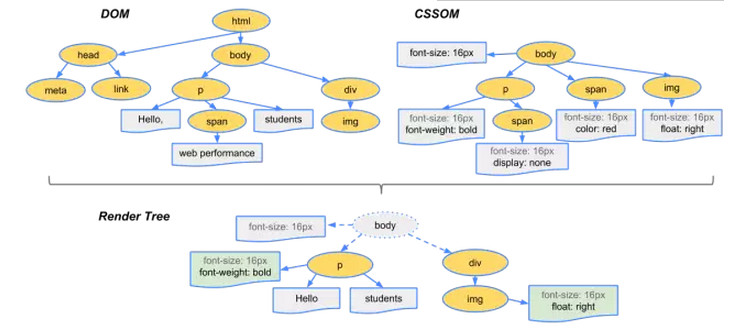 DOM
html
head
body
meta
link
p
div
Hello,
span
students
img
web performance
CSSOM
font-size: 16px
body
p
span
img
font-size: 16px
font-weight: bold
span
font-size: 16px
color: red
font-size: 16px
float: right
font-size: 16px
display: none
Render Tree
font-size: 16px
body
font-size: 16px
font-weight: bold
p
div
Hello
students
img
font-size: 16px
float: right